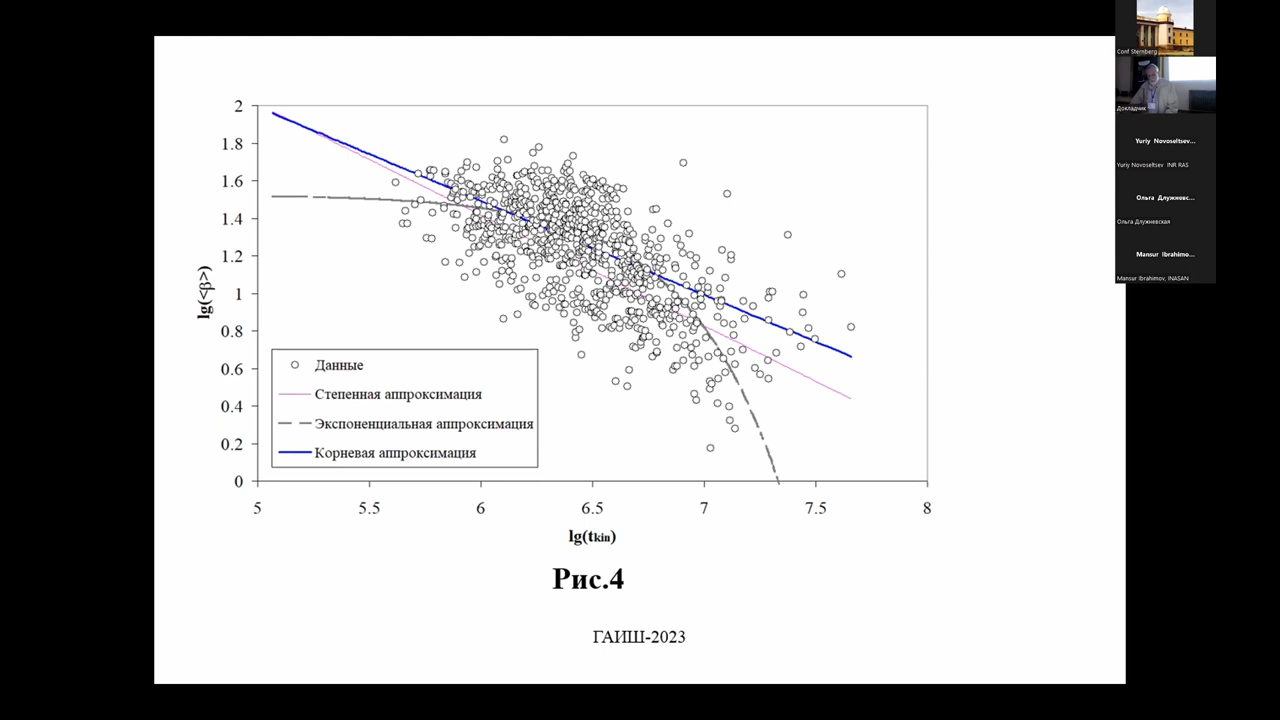 2
1.8
1.6
1.4
1.2
1
0.8
0.6
0.4
0.2
0
lg(<β>)
Данные
Степенная аппроксимация
Экспоненциальная аппроксимация
Корневая аппроксимация
5 5.5 6 6.5 7 7.5 8
lg(tkin)
Рис.4
ГАИШ-2023
Conf Sternberg
Докладчик
Yuriy Novoseltsev...
Yuriy Novoseltsev INR RAS
Ольга Длужневс...
Ольга Длужневская
Mansur Ibrahimo...
Mansur Ibrahimov, INASAN